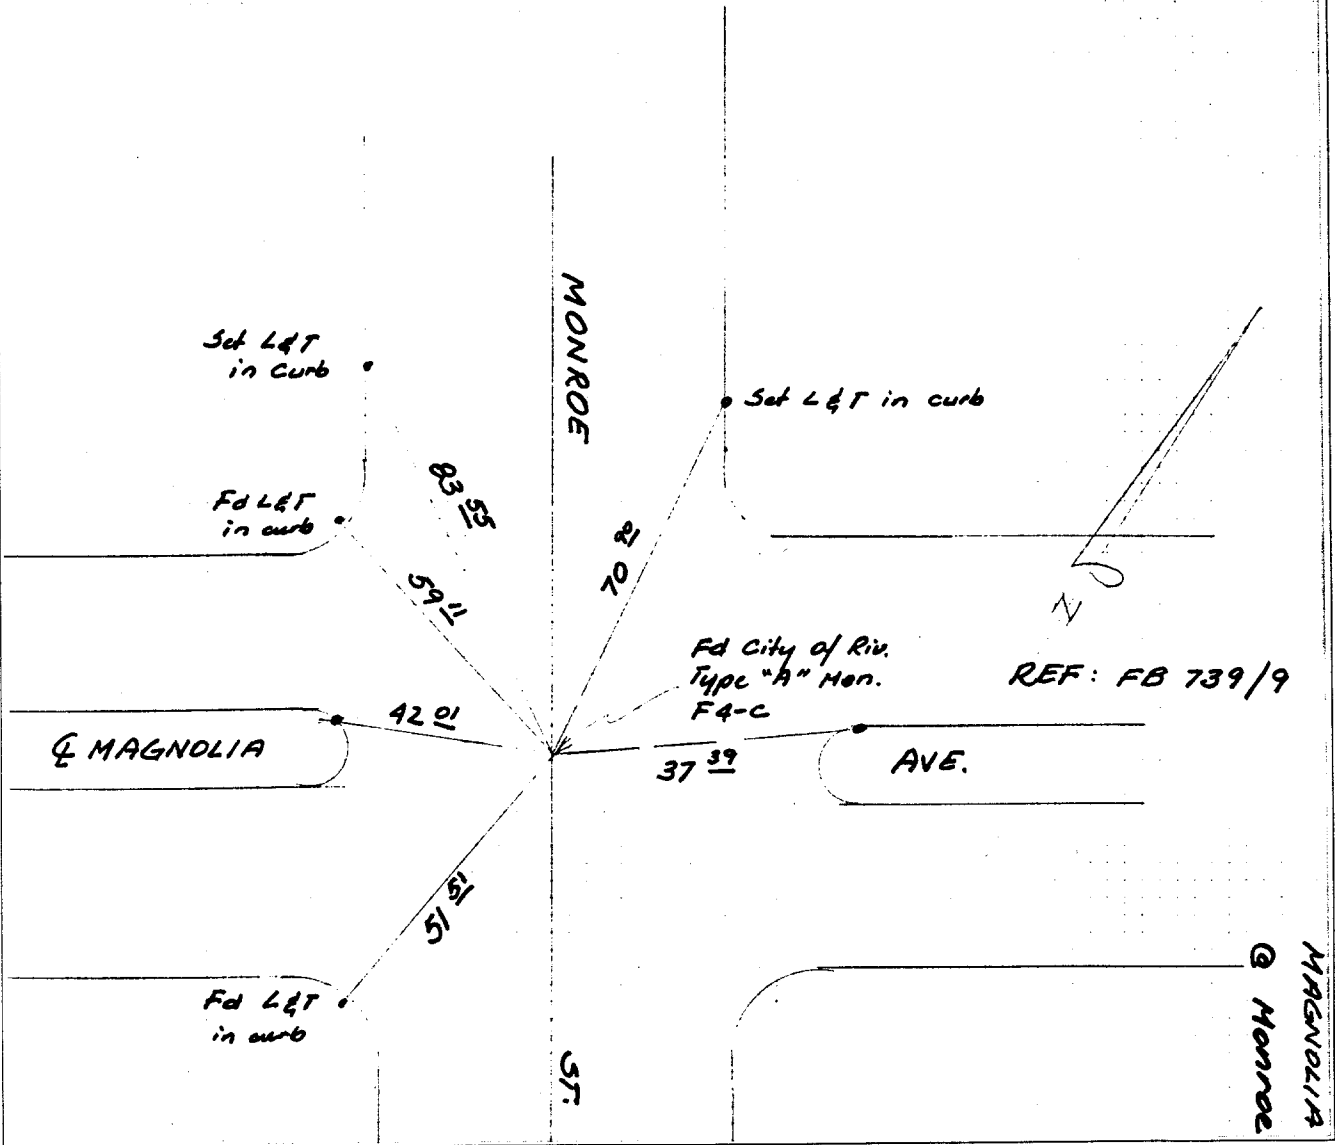 MONROE
Set L&T
in Curb
Set L&T in curb
83 55
Fd L&T
in curb
70 21
59 11
Fd City of Riv.
Type "A" Mon.
F4-C
REF: FB 739/9
N
42 01
℄ MAGNOLIA
37 39
AVE.
51 51
Fd L&T
in curb
ST.
MAGNOLIA
@ Monroe